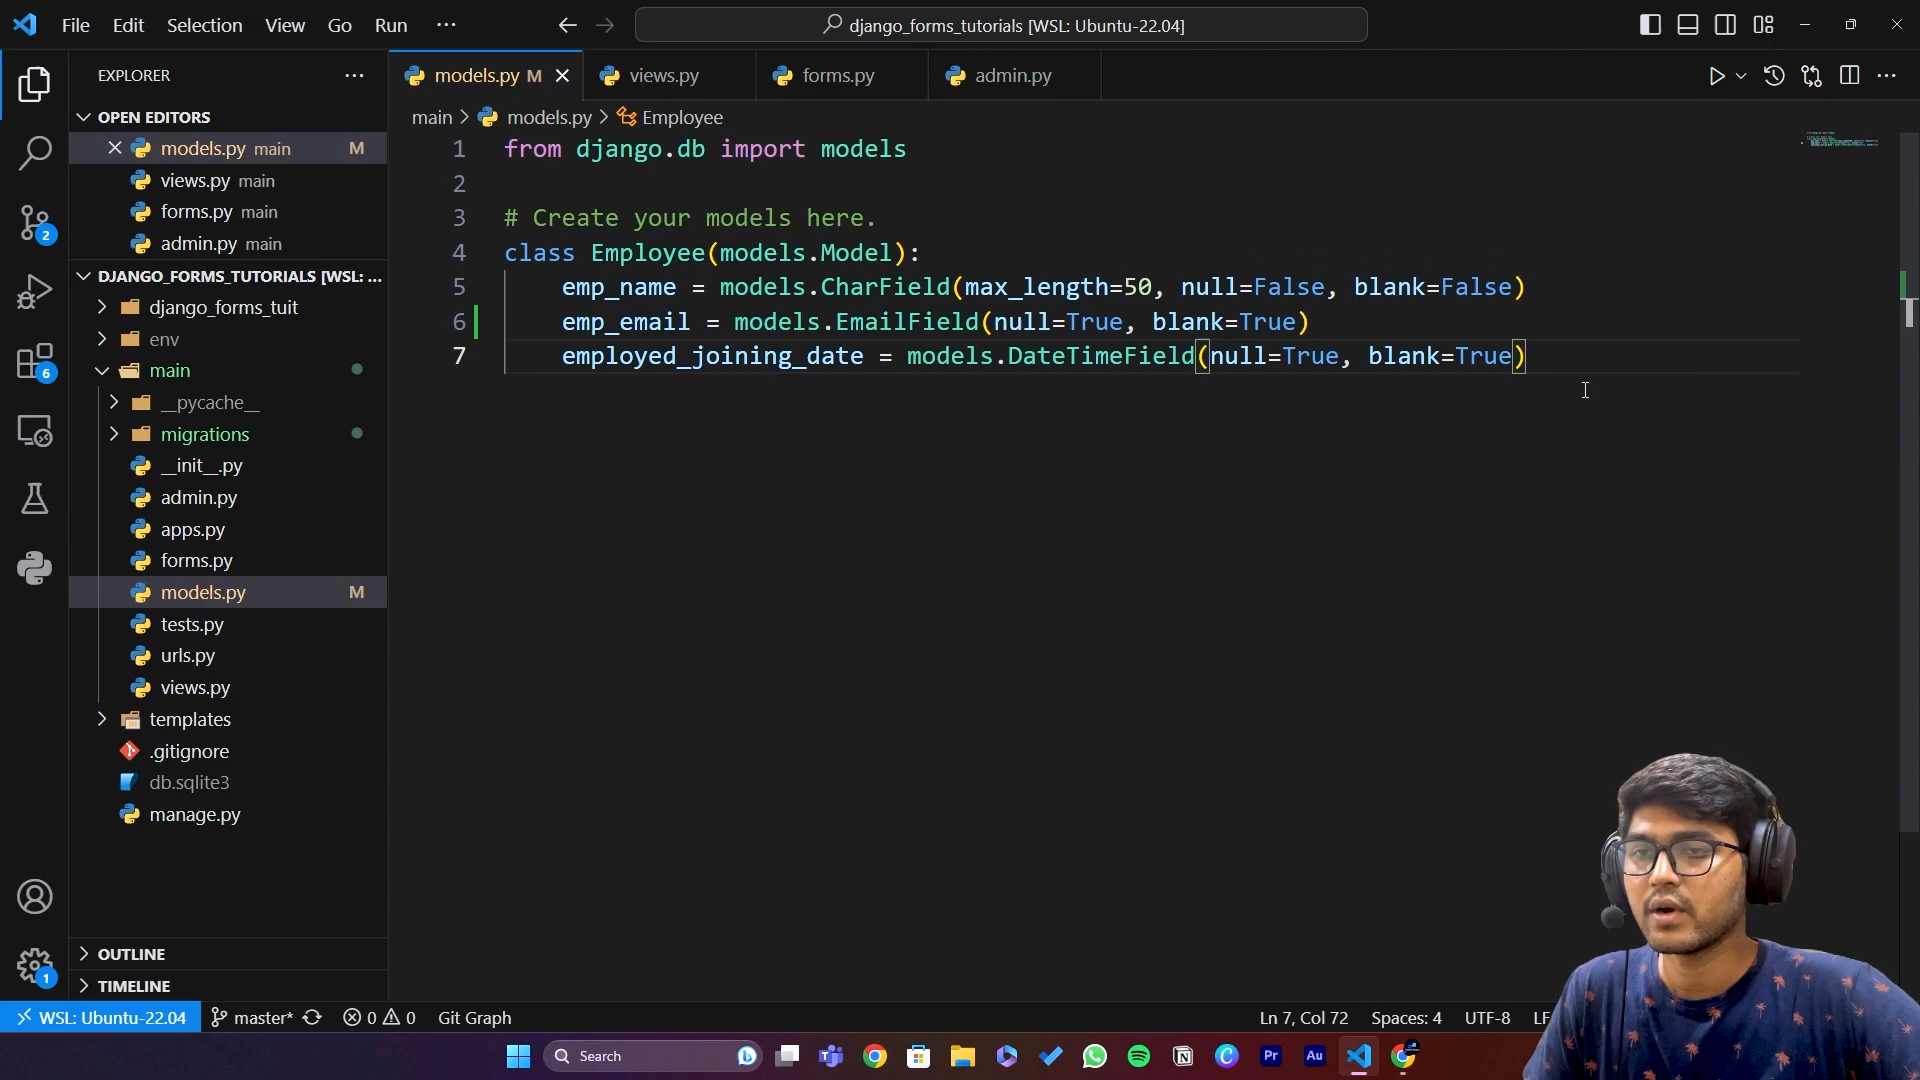 File Edit Selection View Go Run ··· django_forms_tutorials [WSL: Ubuntu-22.04]
EXPLORER
OPEN EDITORS
models.py main M
views.py main
forms.py main
admin.py main
DJANGO_FORMS_TUTORIALS [WSL: ...
django_forms_tuit
env
main
__pycache__
migrations
__init__.py
admin.py
apps.py
forms.py
models.py M
tests.py
urls.py
views.py
templates
.gitignore
db.sqlite3
manage.py
OUTLINE
TIMELINE
2
6
1
models.py M views.py forms.py admin.py
main > models.py > Employee
1 from django.db import models
2
3 # Create your models here.
4 class Employee(models.Model):
5 emp_name = models.CharField(max_length=50, null=False, blank=False)
6 emp_email = models.EmailField(null=True, blank=True)
7 employed_joining_date = models.DateTimeField(null=True, blank=True)
WSL: Ubuntu-22.04 master* 0 0 Git Graph Ln 7, Col 72 Spaces: 4 UTF-8 LF
Search Pr Au